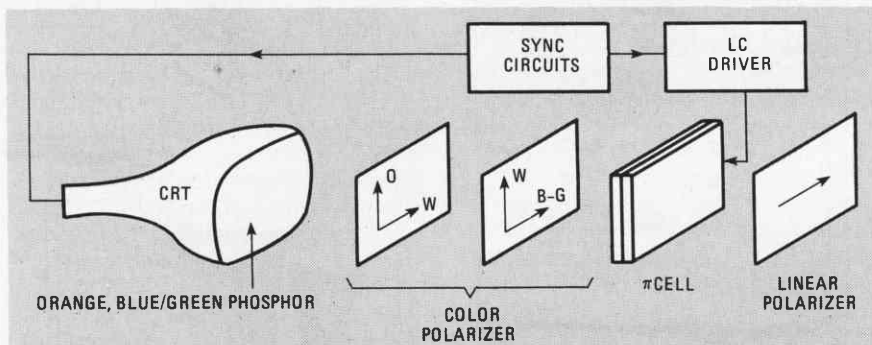 SYNC
CIRCUITS
LC
DRIVER
CRT
O
W
W
B-G
ORANGE, BLUE/GREEN PHOSPHOR
COLOR
POLARIZER
πCELL
LINEAR
POLARIZER